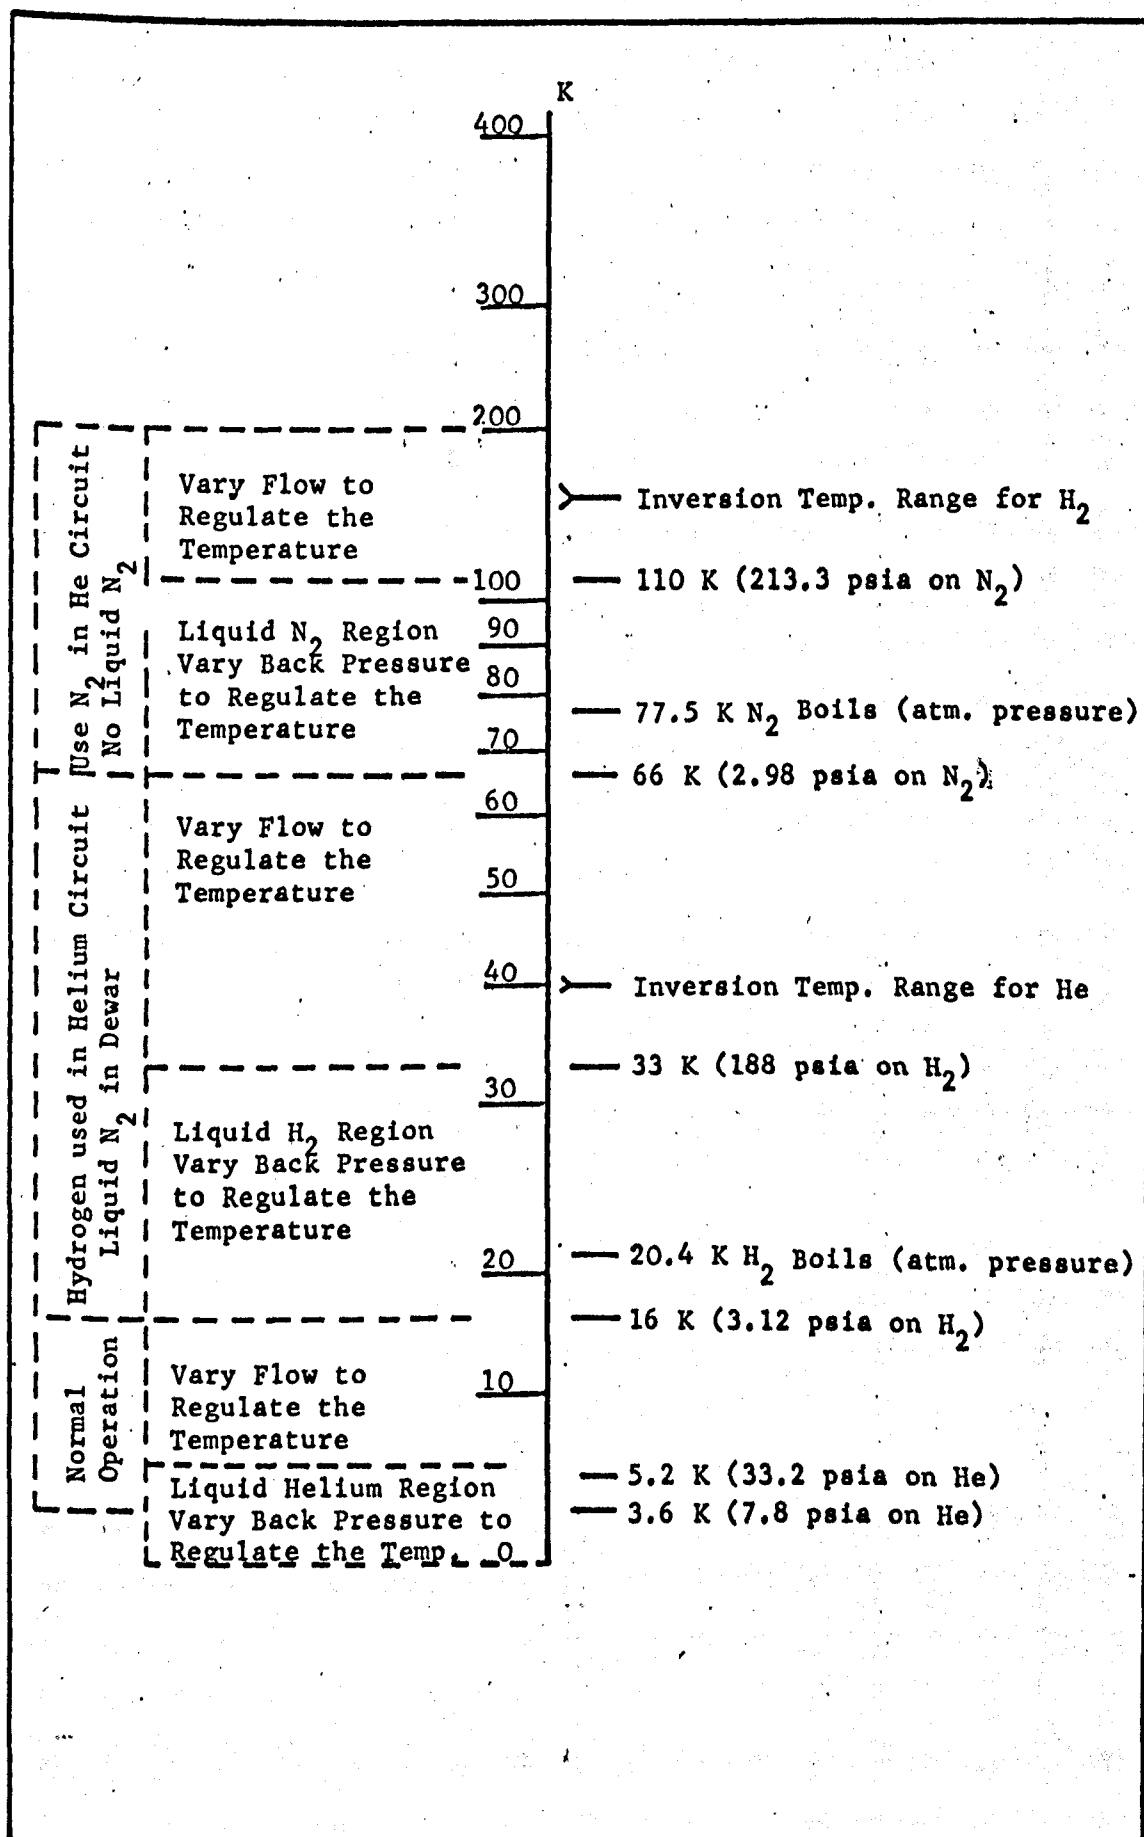 K
400
300
200
100
90
80
70
60
50
40
30
20
10
0
Use N2 in He Circuit
No Liquid N2
Hydrogen used in Helium Circuit
Liquid N2 in Dewar
Normal
Operation
Vary Flow to
Regulate the
Temperature
Liquid N2 Region
Vary Back Pressure
to Regulate the
Temperature
Vary Flow to
Regulate the
Temperature
Liquid H2 Region
Vary Back Pressure
to Regulate the
Temperature
Vary Flow to
Regulate the
Temperature
Liquid Helium Region
Vary Back Pressure to
Regulate the Temp.
Inversion Temp. Range for H2
110 K (213.3 psia on N2)
77.5 K N2 Boils (atm. pressure)
66 K (2.98 psia on N2)
Inversion Temp. Range for He
33 K (188 psia on H2)
20.4 K H2 Boils (atm. pressure)
16 K (3.12 psia on H2)
5.2 K (33.2 psia on He)
3.6 K (7.8 psia on He)